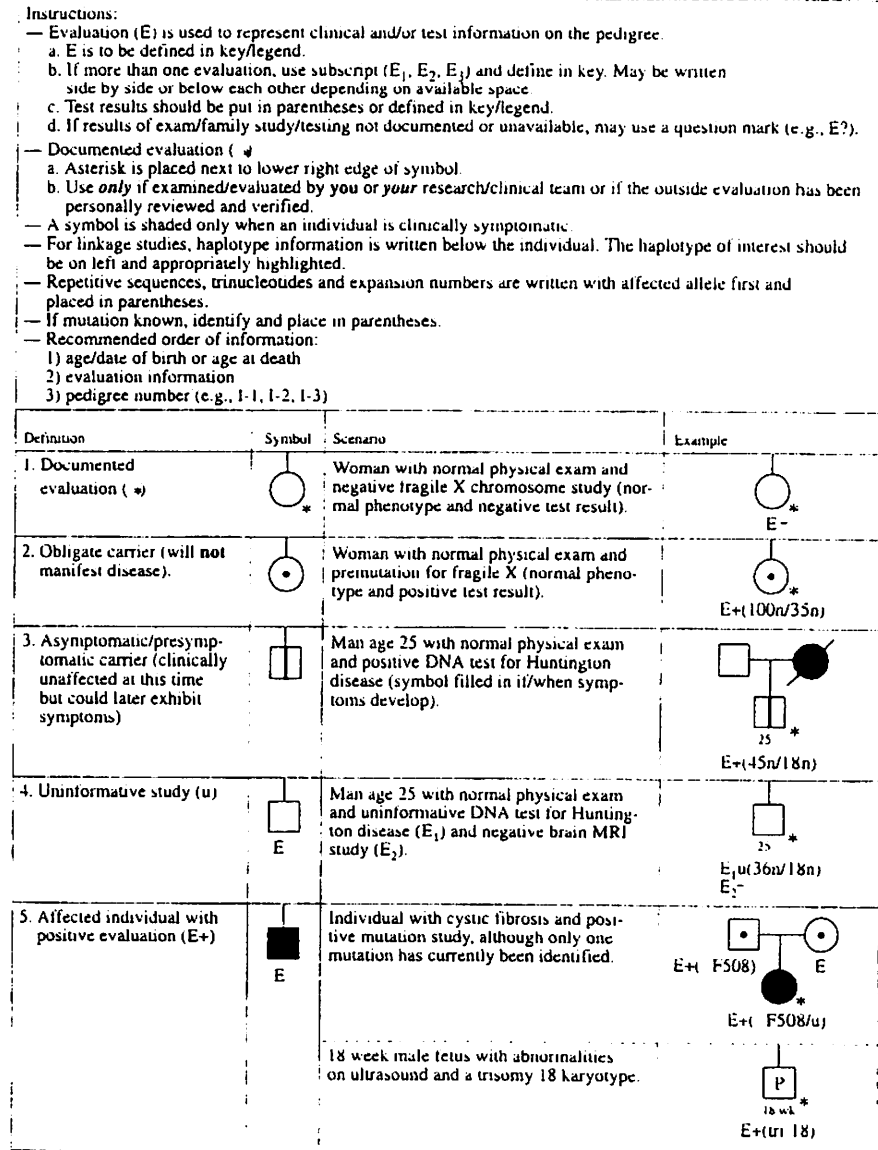 Instructions:
— Evaluation (E) is used to represent clinical and/or test information on the pedigree.
a. E is to be defined in key/legend.
b. If more than one evaluation, use subscript (E₁, E₂, E₃) and define in key. May be written
side by side or below each other depending on available space.
c. Test results should be put in parentheses or defined in key/legend.
d. If results of exam/family study/testing not documented or unavailable, may use a question mark (e.g., E?).
— Documented evaluation ( *
a. Asterisk is placed next to lower right edge of symbol.
b. Use only if examined/evaluated by you or your research/clinical team or if the outside evaluation has been
personally reviewed and verified.
— A symbol is shaded only when an individual is clinically symptomatic.
— For linkage studies, haplotype information is written below the individual. The haplotype of interest should
be on left and appropriately highlighted.
— Repetitive sequences, trinucleotides and expansion numbers are written with affected allele first and
placed in parentheses.
— If mutation known, identify and place in parentheses.
— Recommended order of information:
1) age/date of birth or age at death
2) evaluation information
3) pedigree number (e.g., I-1, I-2, I-3)
Definition Symbol Scenario Example
1. Documented
evaluation ( *)
*
Woman with normal physical exam and
negative fragile X chromosome study (nor-
mal phenotype and negative test result).
*
E-
2. Obligate carrier (will not
manifest disease).
Woman with normal physical exam and
premutation for fragile X (normal pheno-
type and positive test result).
*
E+(100n/35n)
3. Asymptomatic/presymp-
tomatic carrier (clinically
unaffected at this time
but could later exhibit
symptoms)
Man age 25 with normal physical exam
and positive DNA test for Huntington
disease (symbol filled in if/when symp-
toms develop).
25 *
E+(45n/18n)
4. Uninformative study (u)
E
Man age 25 with normal physical exam
and uninformative DNA test for Hunting-
ton disease (E₁) and negative brain MRI
study (E₂).
25 *
E₁u(36n/18n)
E₂-
5. Affected individual with
positive evaluation (E+)
E
Individual with cystic fibrosis and posi-
tive mutation study, although only one
mutation has currently been identified.
E+( F508) E
*
E+( F508/u)
18 week male fetus with abnormalities
on ultrasound and a trisomy 18 karyotype.
P
18 wk *
E+(tri 18)